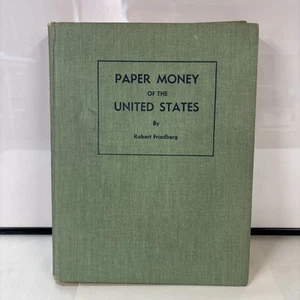 PAPER MONEY
OF THE
UNITED STATES
By
Robert Friedberg